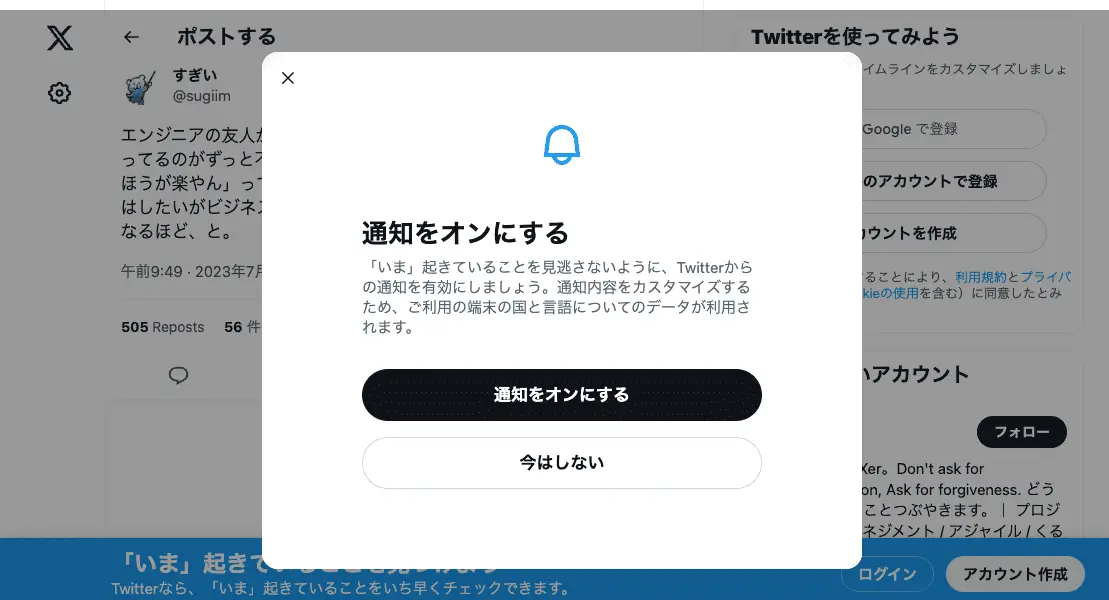 ポストする
すぎい
@sugiim
エンジニアの友人が
ってるのがずっと
ほうが楽やん」って
はしたいがビジネス
なるほど、と。
午前9:49 · 2023年7月
505 Reposts 56 件
通知をオンにする
「いま」起きていることを見逃さないように、Twitterから
の通知を有効にしましょう。通知内容をカスタマイズする
ため、ご利用の端末の国と言語についてのデータが利用さ
れます。
通知をオンにする
今はしない
Twitterを使ってみよう
イムラインをカスタマイズしましょ
Google で登録
のアカウントで登録
カウントを作成
ることにより、利用規約とプライバ
kieの使用を含む）に同意したとみ
いアカウント
フォロー
Xer。Don't ask for
on, Ask for forgiveness. どう
ことつぶやきます。｜ プロジ
ネジメント / アジャイル / くる
「いま」起きていることを見つけよう
Twitterなら、「いま」起きていることをいち早くチェックできます。
ログイン
アカウント作成